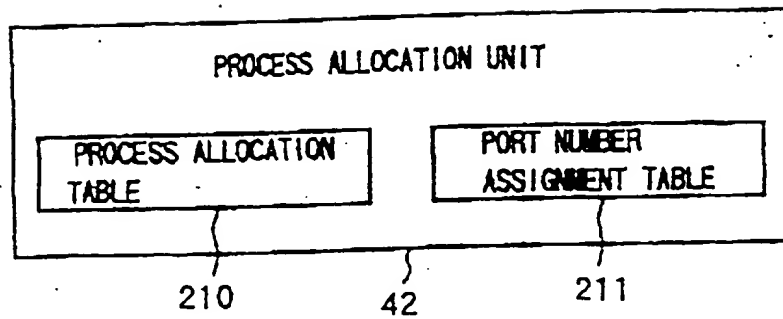 PROCESS ALLOCATION UNIT
PROCESS ALLOCATION
TABLE
PORT NUMBER
ASSIGNMENT TABLE
210
42
211